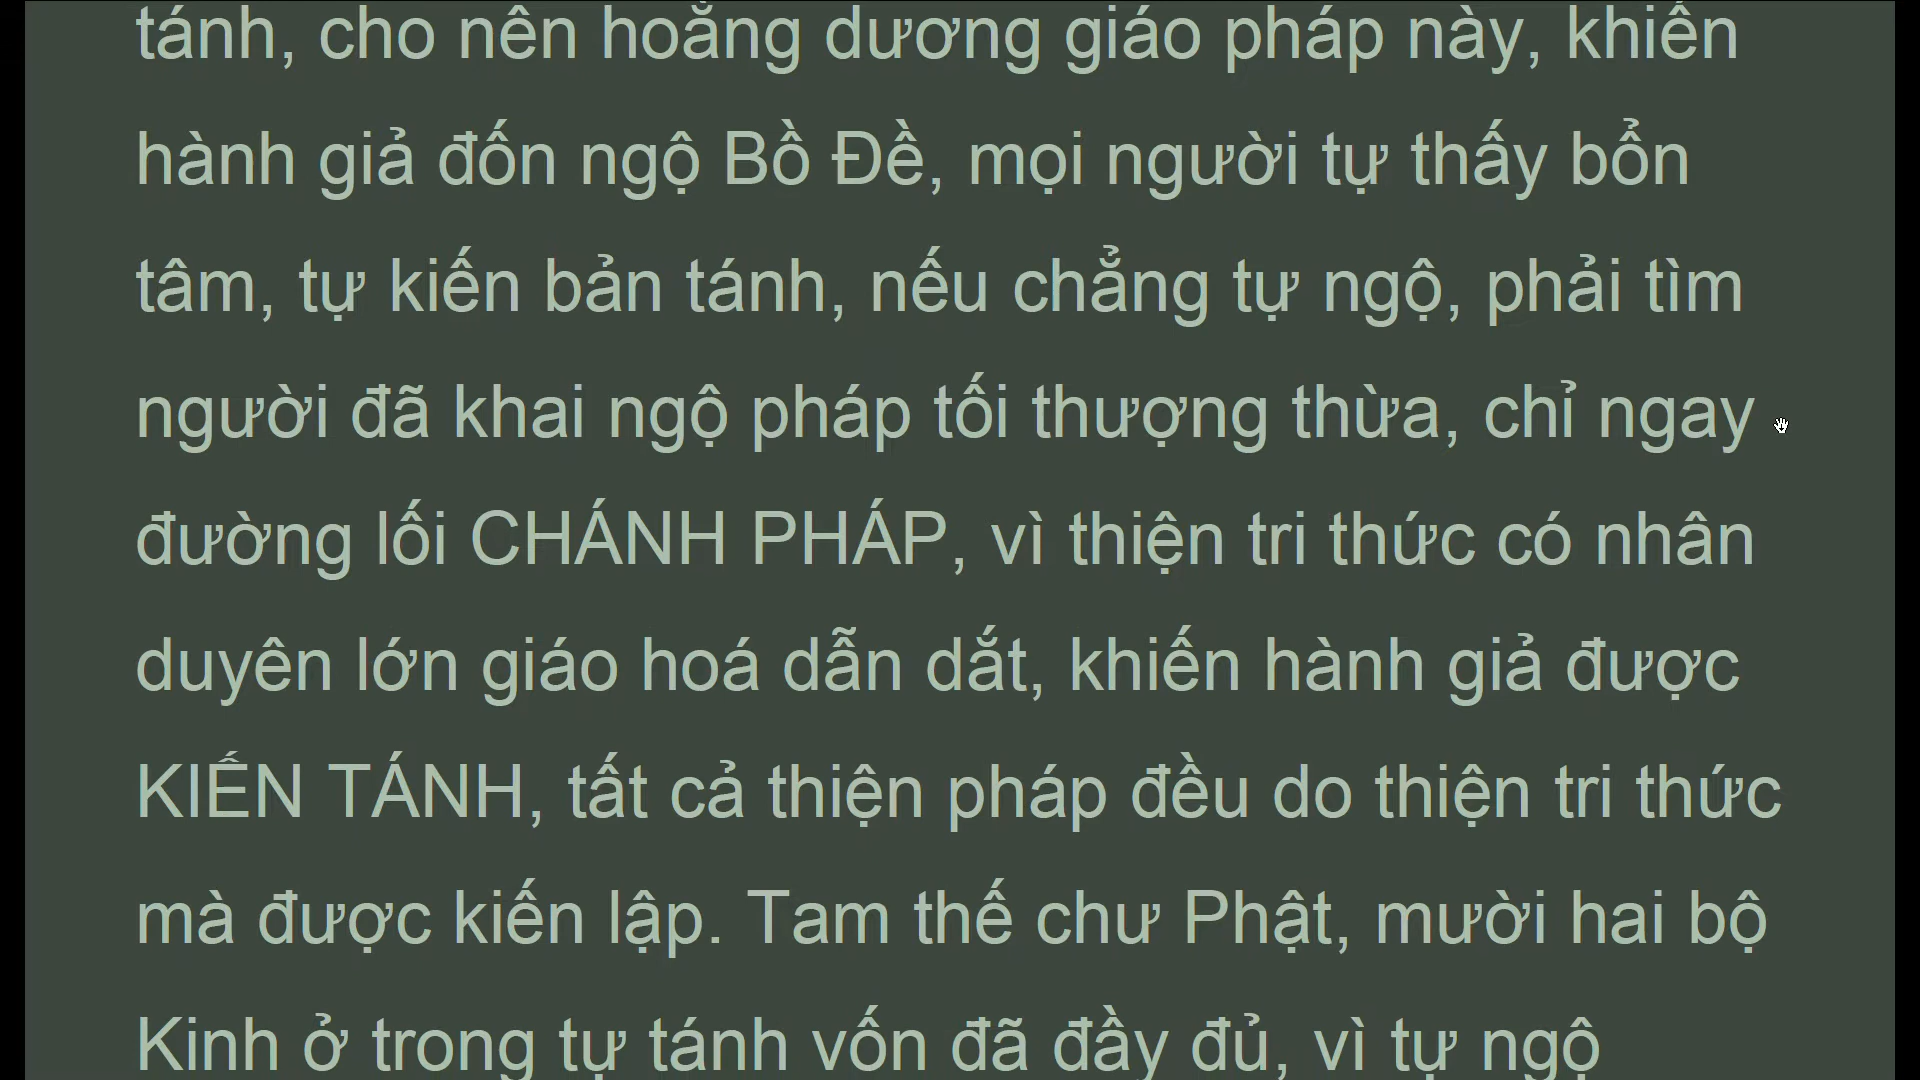 tánh, cho nên hoằng dương giáo pháp này, khiến
hành giả đốn ngộ Bồ Đề, mọi người tự thấy bổn
tâm, tự kiến bản tánh, nếu chẳng tự ngộ, phải tìm
người đã khai ngộ pháp tối thượng thừa, chỉ ngay
đường lối CHÁNH PHÁP, vì thiện tri thức có nhân
duyên lớn giáo hoá dẫn dắt, khiến hành giả được
KIẾN TÁNH, tất cả thiện pháp đều do thiện tri thức
mà được kiến lập. Tam thế chư Phật, mười hai bộ
Kinh ở trong tự tánh vốn đã đầy đủ, vì tự ngộ